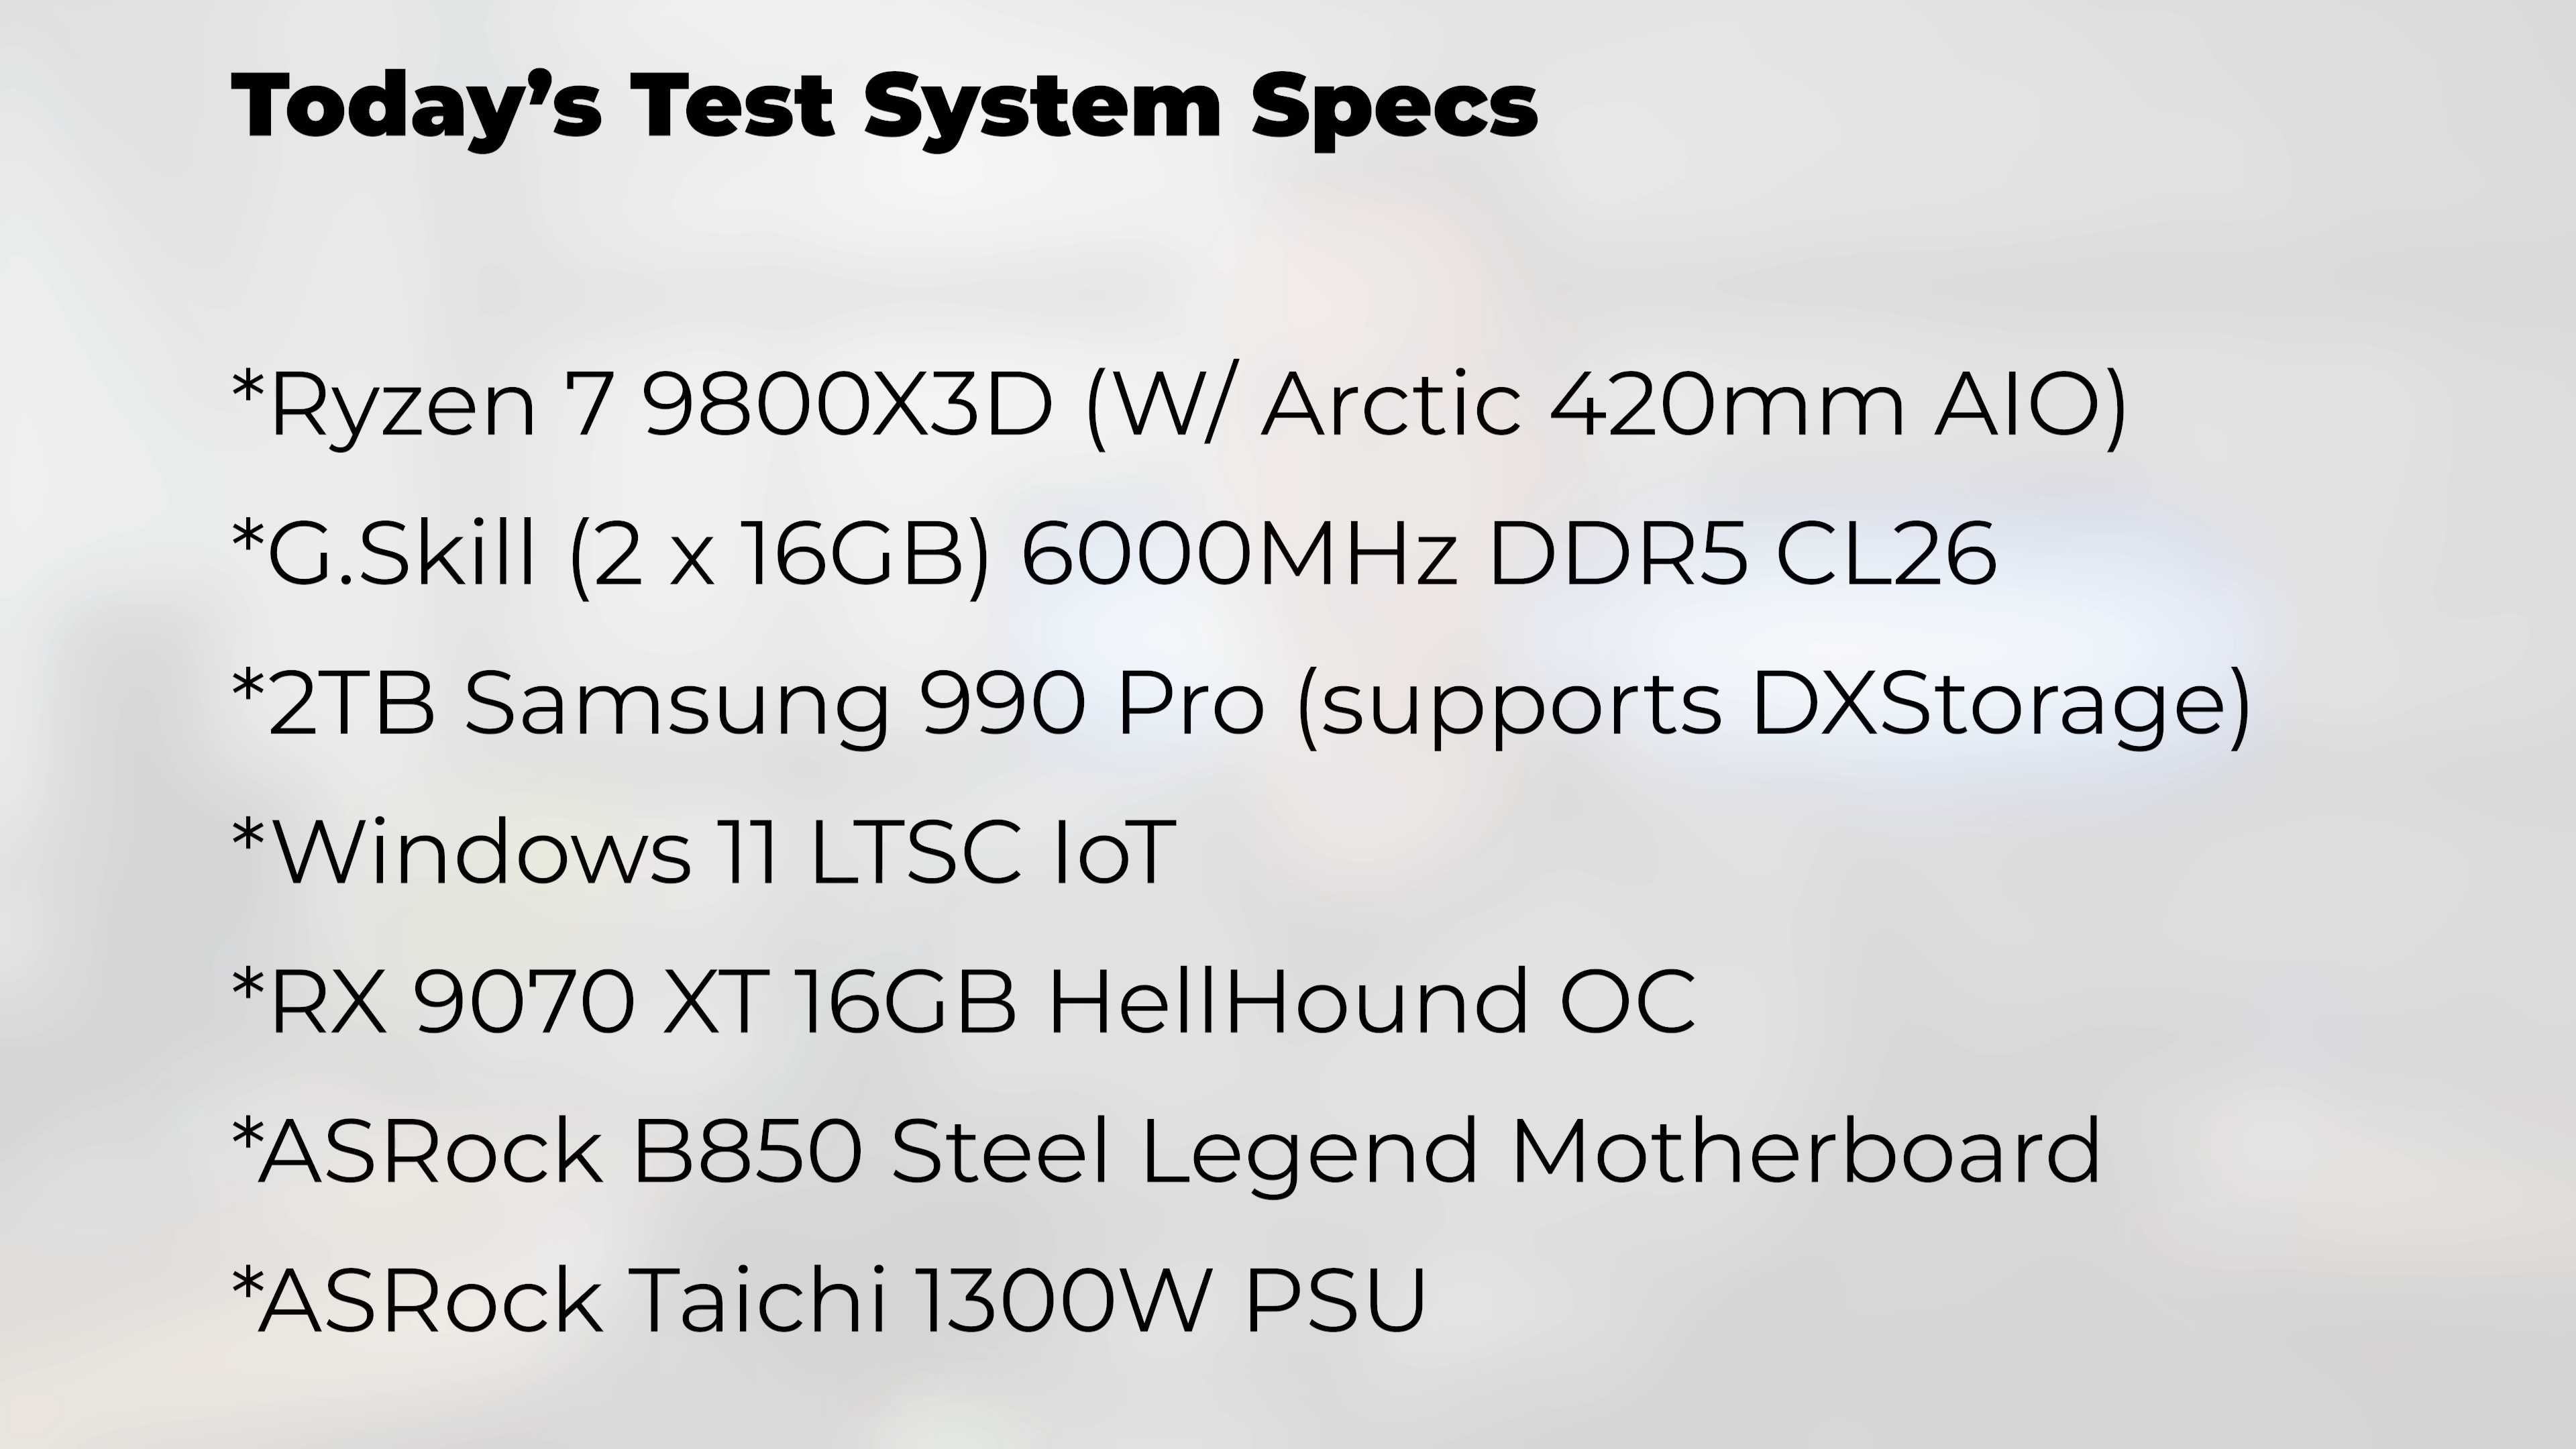 Today’s Test System Specs
*Ryzen 7 9800X3D (W/ Arctic 420mm AIO)
*G.Skill (2 x 16GB) 6000MHz DDR5 CL26
*2TB Samsung 990 Pro (supports DXStorage)
*Windows 11 LTSC IoT
*RX 9070 XT 16GB HellHound OC
*ASRock B850 Steel Legend Motherboard
*ASRock Taichi 1300W PSU